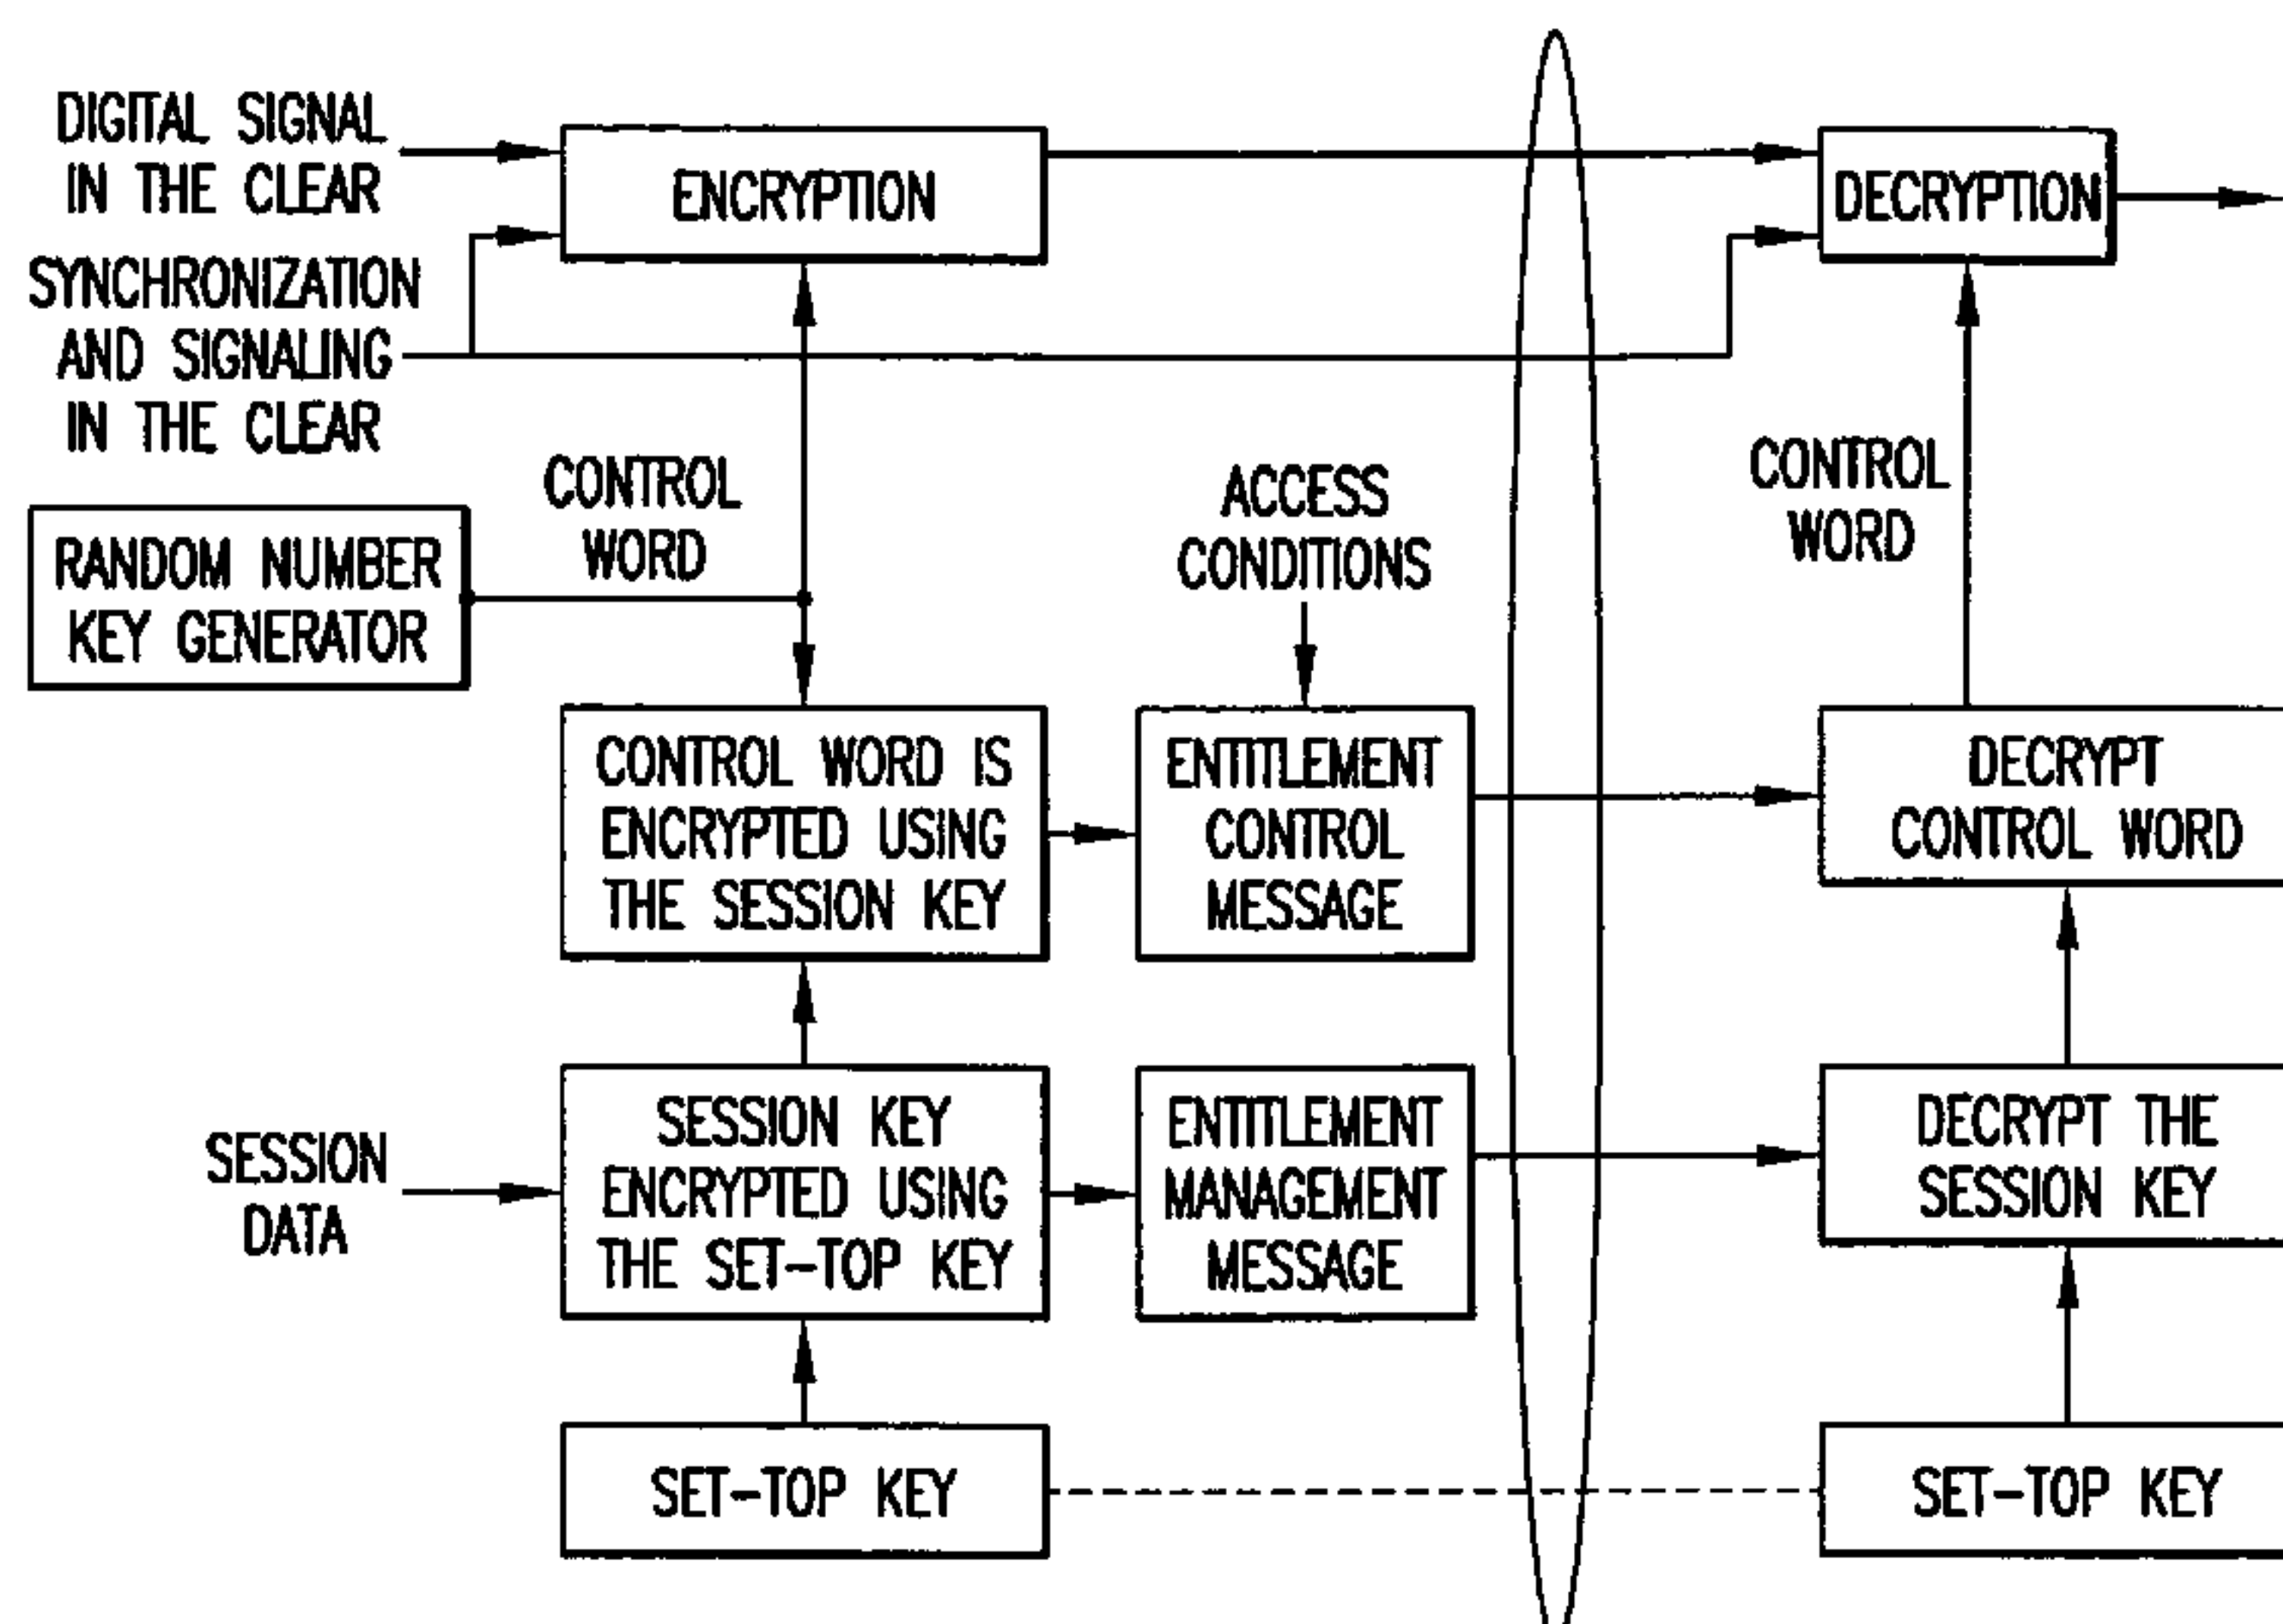 DIGITAL SIGNAL
IN THE CLEAR
ENCRYPTION
DECRYPTION
SYNCHRONIZATION
AND SIGNALING
IN THE CLEAR
CONTROL
WORD
ACCESS
CONDITIONS
CONTROL
WORD
RANDOM NUMBER
KEY GENERATOR
CONTROL WORD IS
ENCRYPTED USING
THE SESSION KEY
ENTITLEMENT
CONTROL
MESSAGE
DECRYPT
CONTROL WORD
SESSION
DATA
SESSION KEY
ENCRYPTED USING
THE SET-TOP KEY
ENTITLEMENT
MANAGEMENT
MESSAGE
DECRYPT THE
SESSION KEY
SET-TOP KEY
SET-TOP KEY